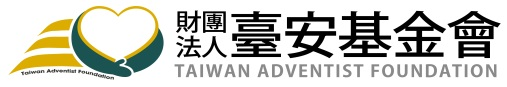 Taiwan Adventist Foundation
財團法人
臺安基金會
TAIWAN ADVENTIST FOUNDATION